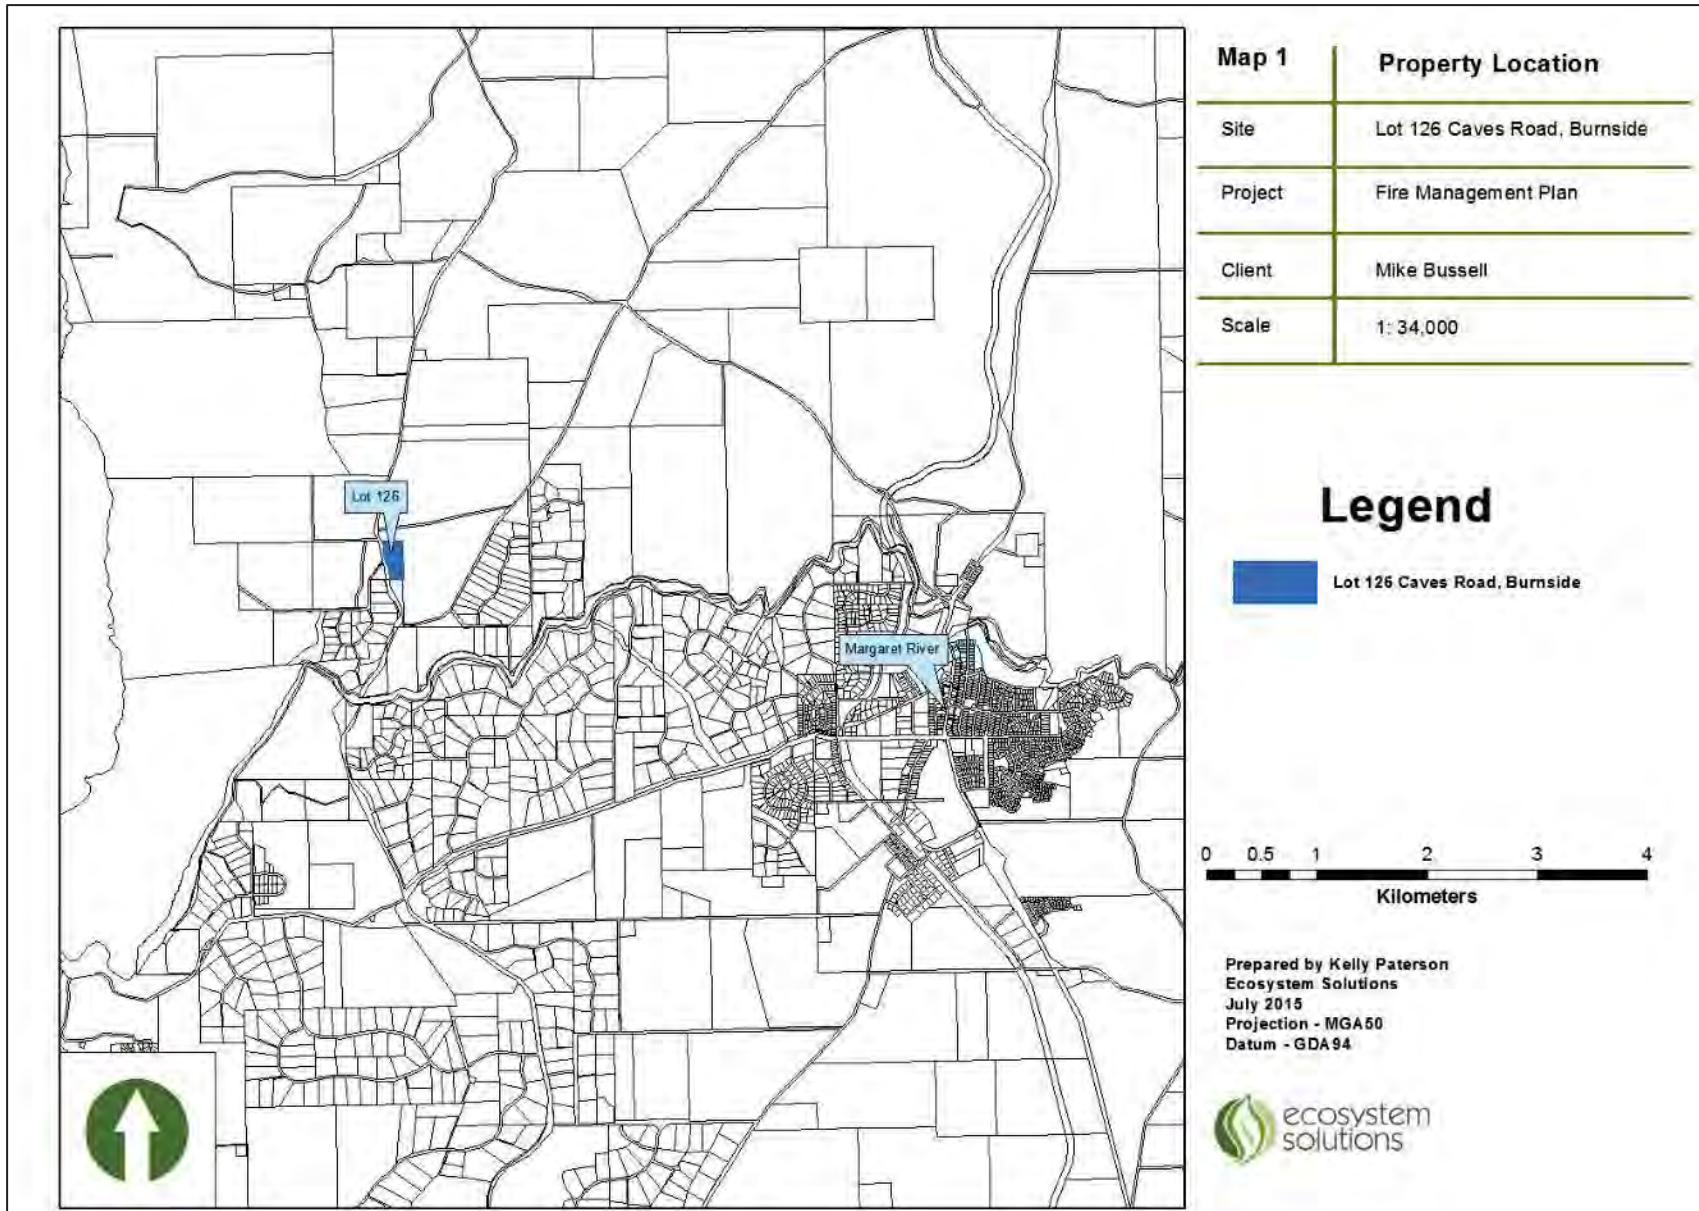 Map 1
Property Location
Site
Lot 126 Caves Road, Burnside
Project
Fire Management Plan
Client
Mike Bussell
Scale
1: 34,000
Lot 126
Margaret River
Legend
Lot 126 Caves Road, Burnside
0 0.5 1 2 3 4
Kilometers
Prepared by Kelly Paterson
Ecosystem Solutions
July 2015
Projection - MGA50
Datum - GDA94
ecosystem
solutions